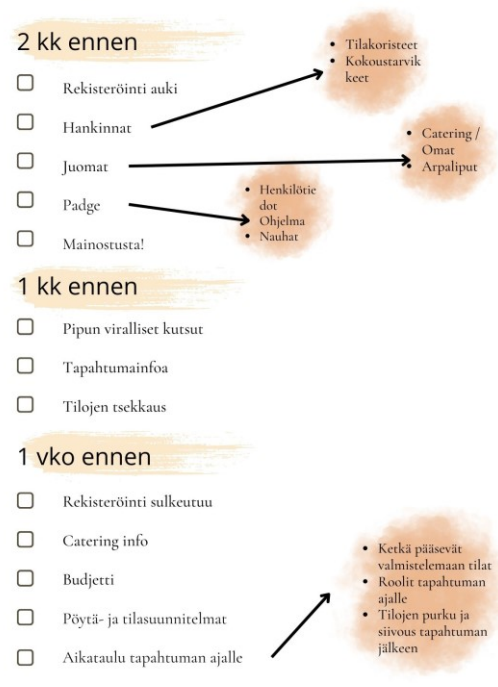 2 kk ennen
Rekisteröinti auki
Hankinnat
Juomat
Padge
Mainostusta!
Tilakoristeet
Kokoustarvik
keet
Catering /
Omat
Arpaliput
Henkilötie
dot
Ohjelma
Nauhat
1 kk ennen
Pipun viralliset kutsut
Tapahtumainfoa
Tilojen tsekkaus
1 vko ennen
Rekisteröinti sulkeutuu
Catering info
Budjetti
Pöytä- ja tilasuunnitelmat
Aikataulu tapahtuman ajalle
Ketkä pääsevät
valmistelemaan tilat
Roolit tapahtuman
ajalle
Tilojen purku ja
siivous tapahtuman
jälkeen